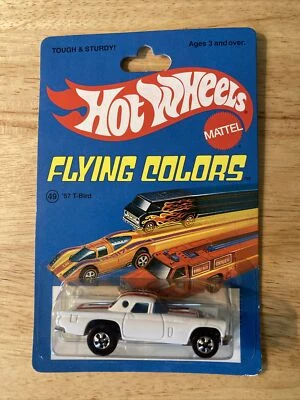 TOUGH & STURDY!
Ages 3 and over.
Hot Wheels
MATTEL
FLYING COLORS
49 '57 T-Bird